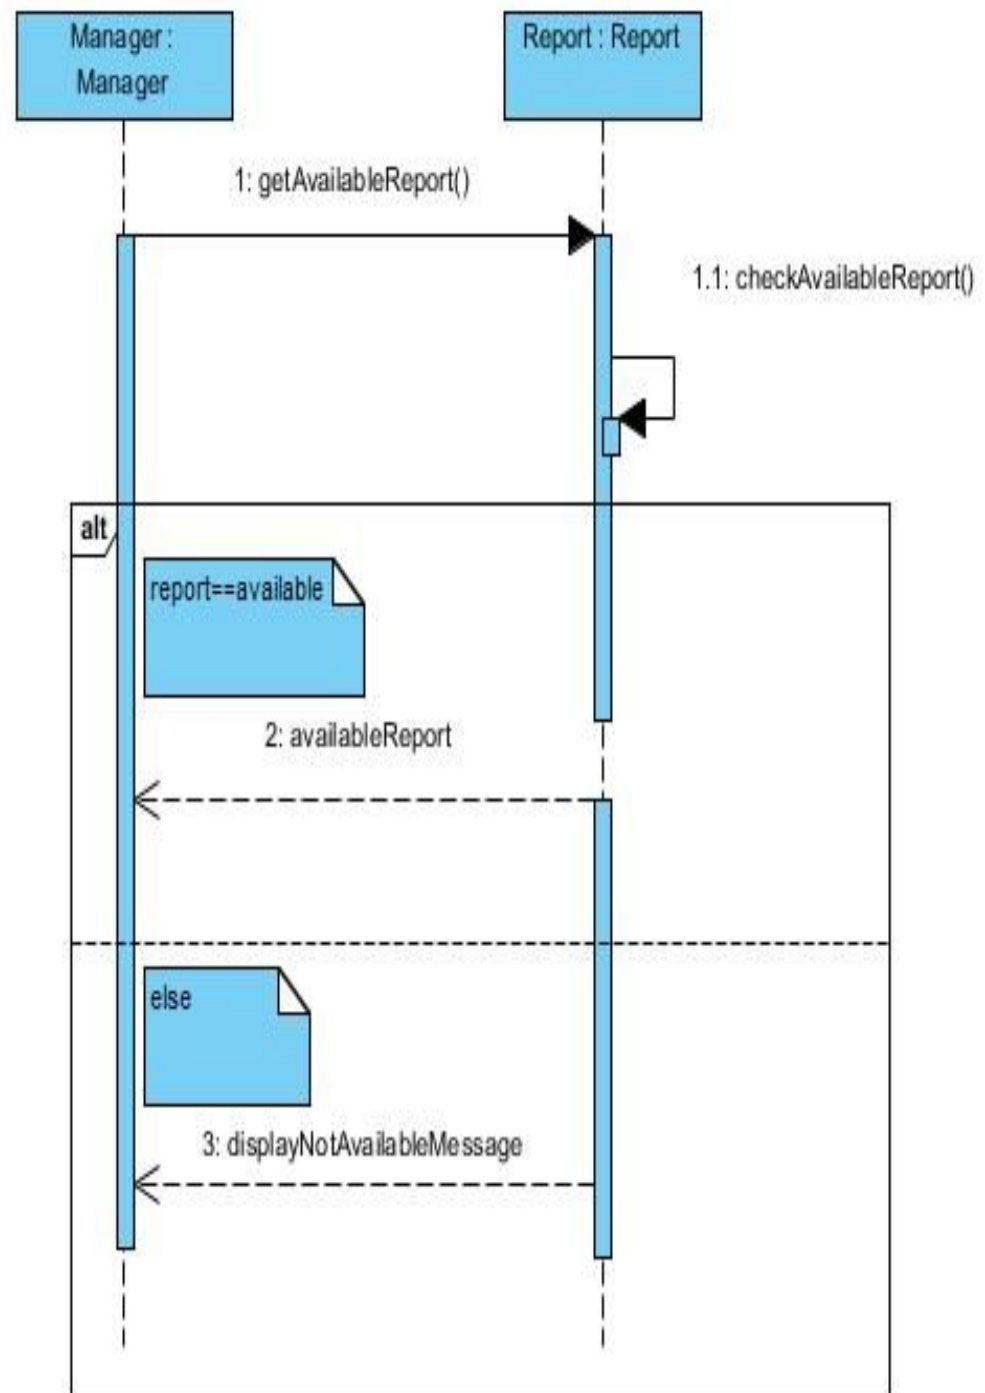 Manager :
Manager
Report : Report
1: getAvailableReport()
1.1: checkAvailableReport()
alt
report==available
2: availableReport
else
3: displayNotAvailableMessage